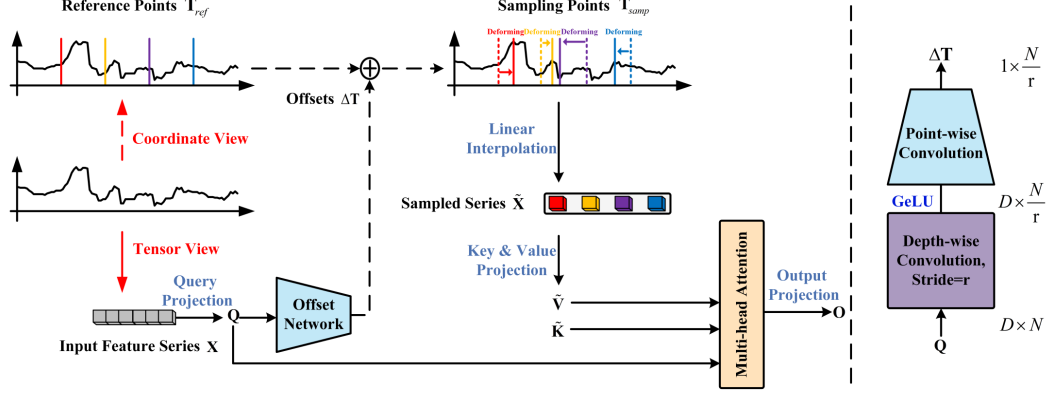 Reference Points T_ref
Sampling Points T_samp
Deforming
Deforming
Deforming
Deforming
Offsets ΔT
Coordinate View
Linear
Interpolation
Sampled Series X̃
Tensor View
Key & Value
Projection
Query
Projection
Q
Offset
Network
Input Feature Series X
Ṽ
K̃
Multi-head Attention
Output
Projection
O
ΔT
1 × N/r
Point-wise
Convolution
GeLU
D × N/r
Depth-wise
Convolution,
Stride=r
D × N
Q